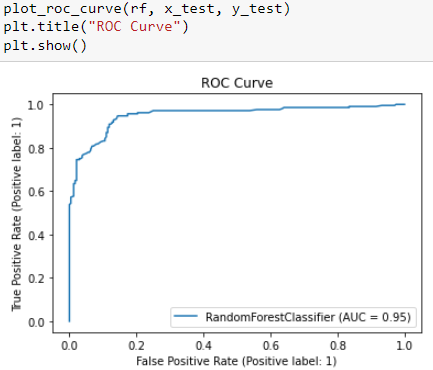 plot_roc_curve(rf, x_test, y_test)
plt.title("ROC Curve")
plt.show()
ROC Curve
True Positive Rate (Positive label: 1)
1.0
0.8
0.6
0.4
0.2
0.0
RandomForestClassifier (AUC = 0.95)
0.0 0.2 0.4 0.6 0.8 1.0
False Positive Rate (Positive label: 1)